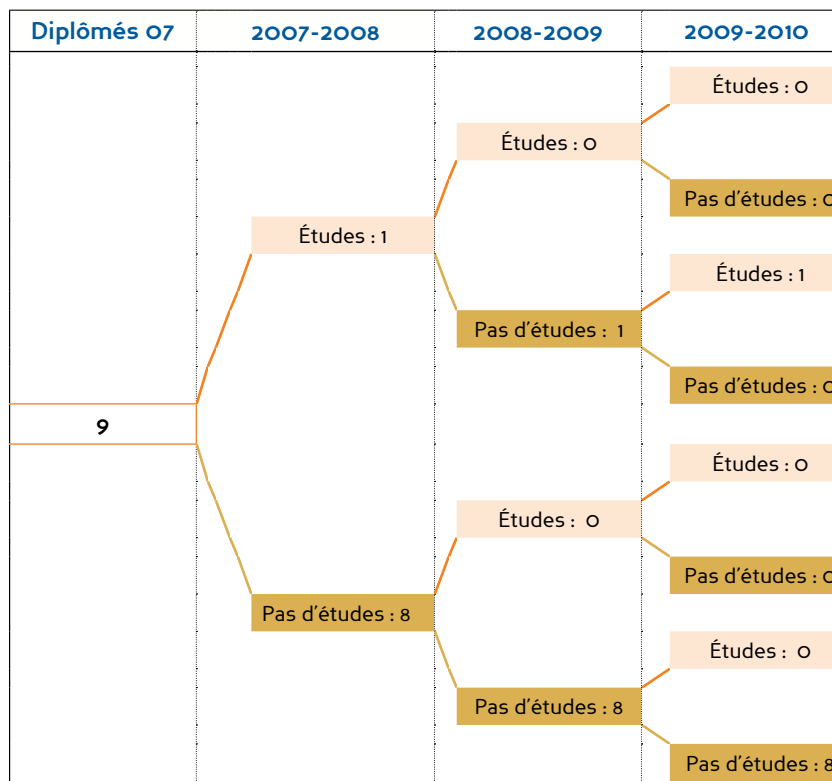 Diplômés 07 2007-2008 2008-2009 2009-2010
Études : 0
Études : 0
Pas d'études : 0
Études : 1
Études : 1
Pas d'études : 1
Pas d'études : 0
9
Études : 0
Études : 0
Pas d'études : 0
Pas d'études : 8
Études : 0
Pas d'études : 8
Pas d'études : 8